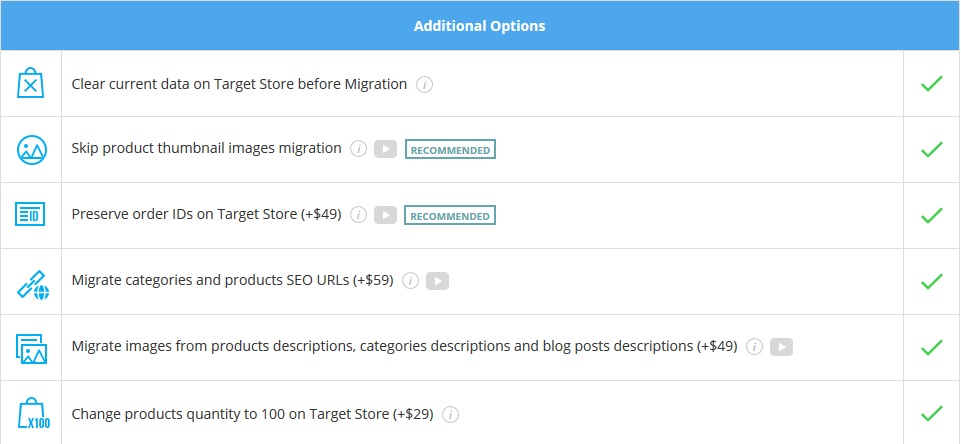 Additional Options
Clear current data on Target Store before Migration i
Skip product thumbnail images migration i RECOMMENDED
ID Preserve order IDs on Target Store (+$49) i RECOMMENDED
Migrate categories and products SEO URLs (+$59) i
Migrate images from products descriptions, categories descriptions and blog posts descriptions (+$49) i
X100 Change products quantity to 100 on Target Store (+$29) i